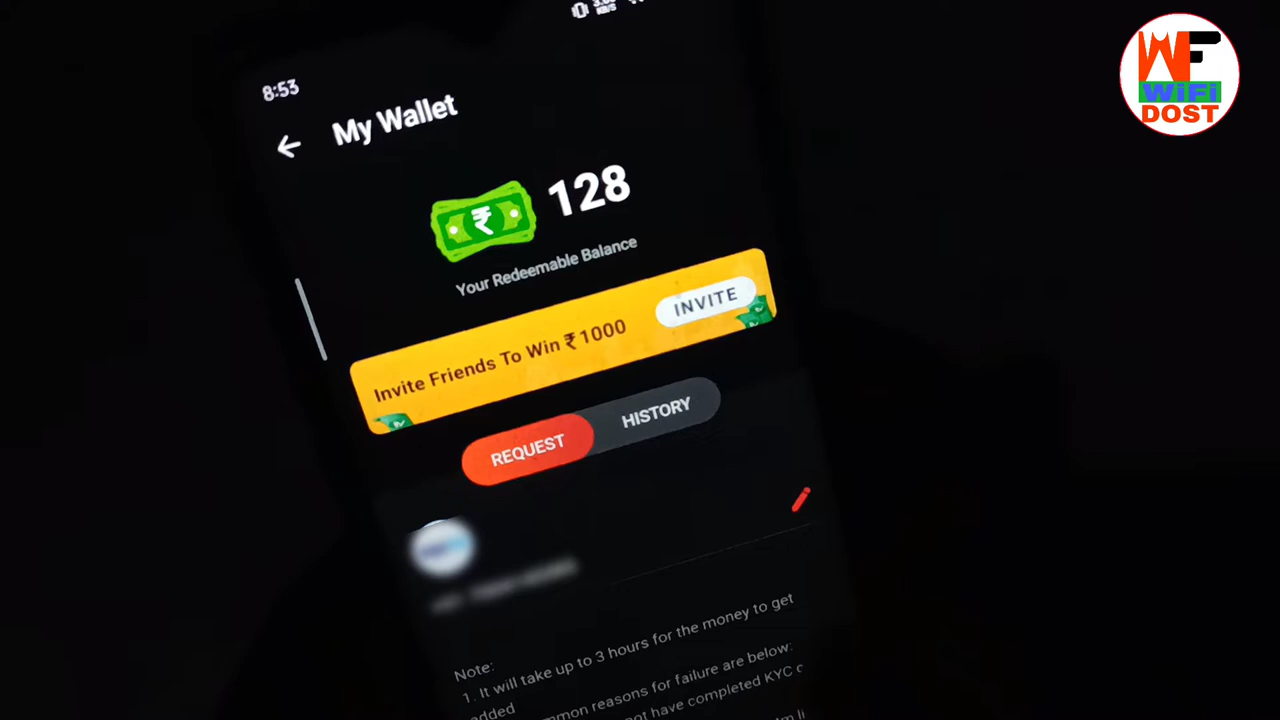 WF
WiFi
DOST
8:53
My Wallet
₹
128
Your Redeemable Balance
Invite Friends To Win ₹1000
INVITE
REQUEST
HISTORY
Note:
1. It will take up to 3 hours for the money to get
added
reasons for failure are below:
not have completed KYC